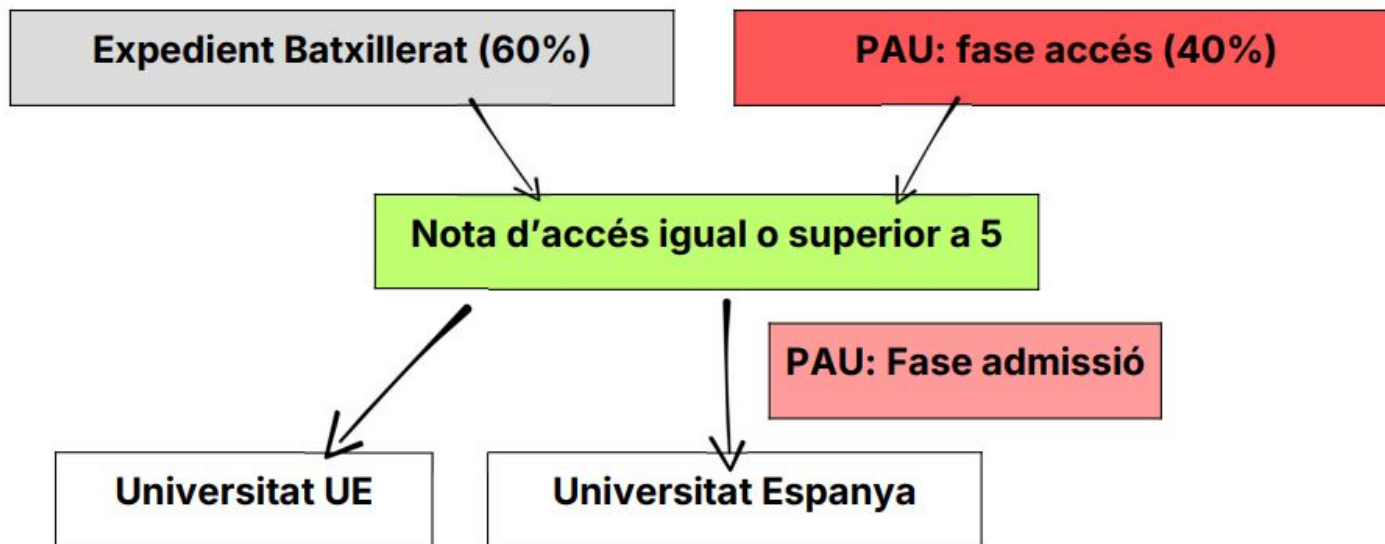 Expedient Batxillerat (60%)
PAU: fase accés (40%)
Nota d’accés igual o superior a 5
PAU: Fase admissió
Universitat UE
Universitat Espanya